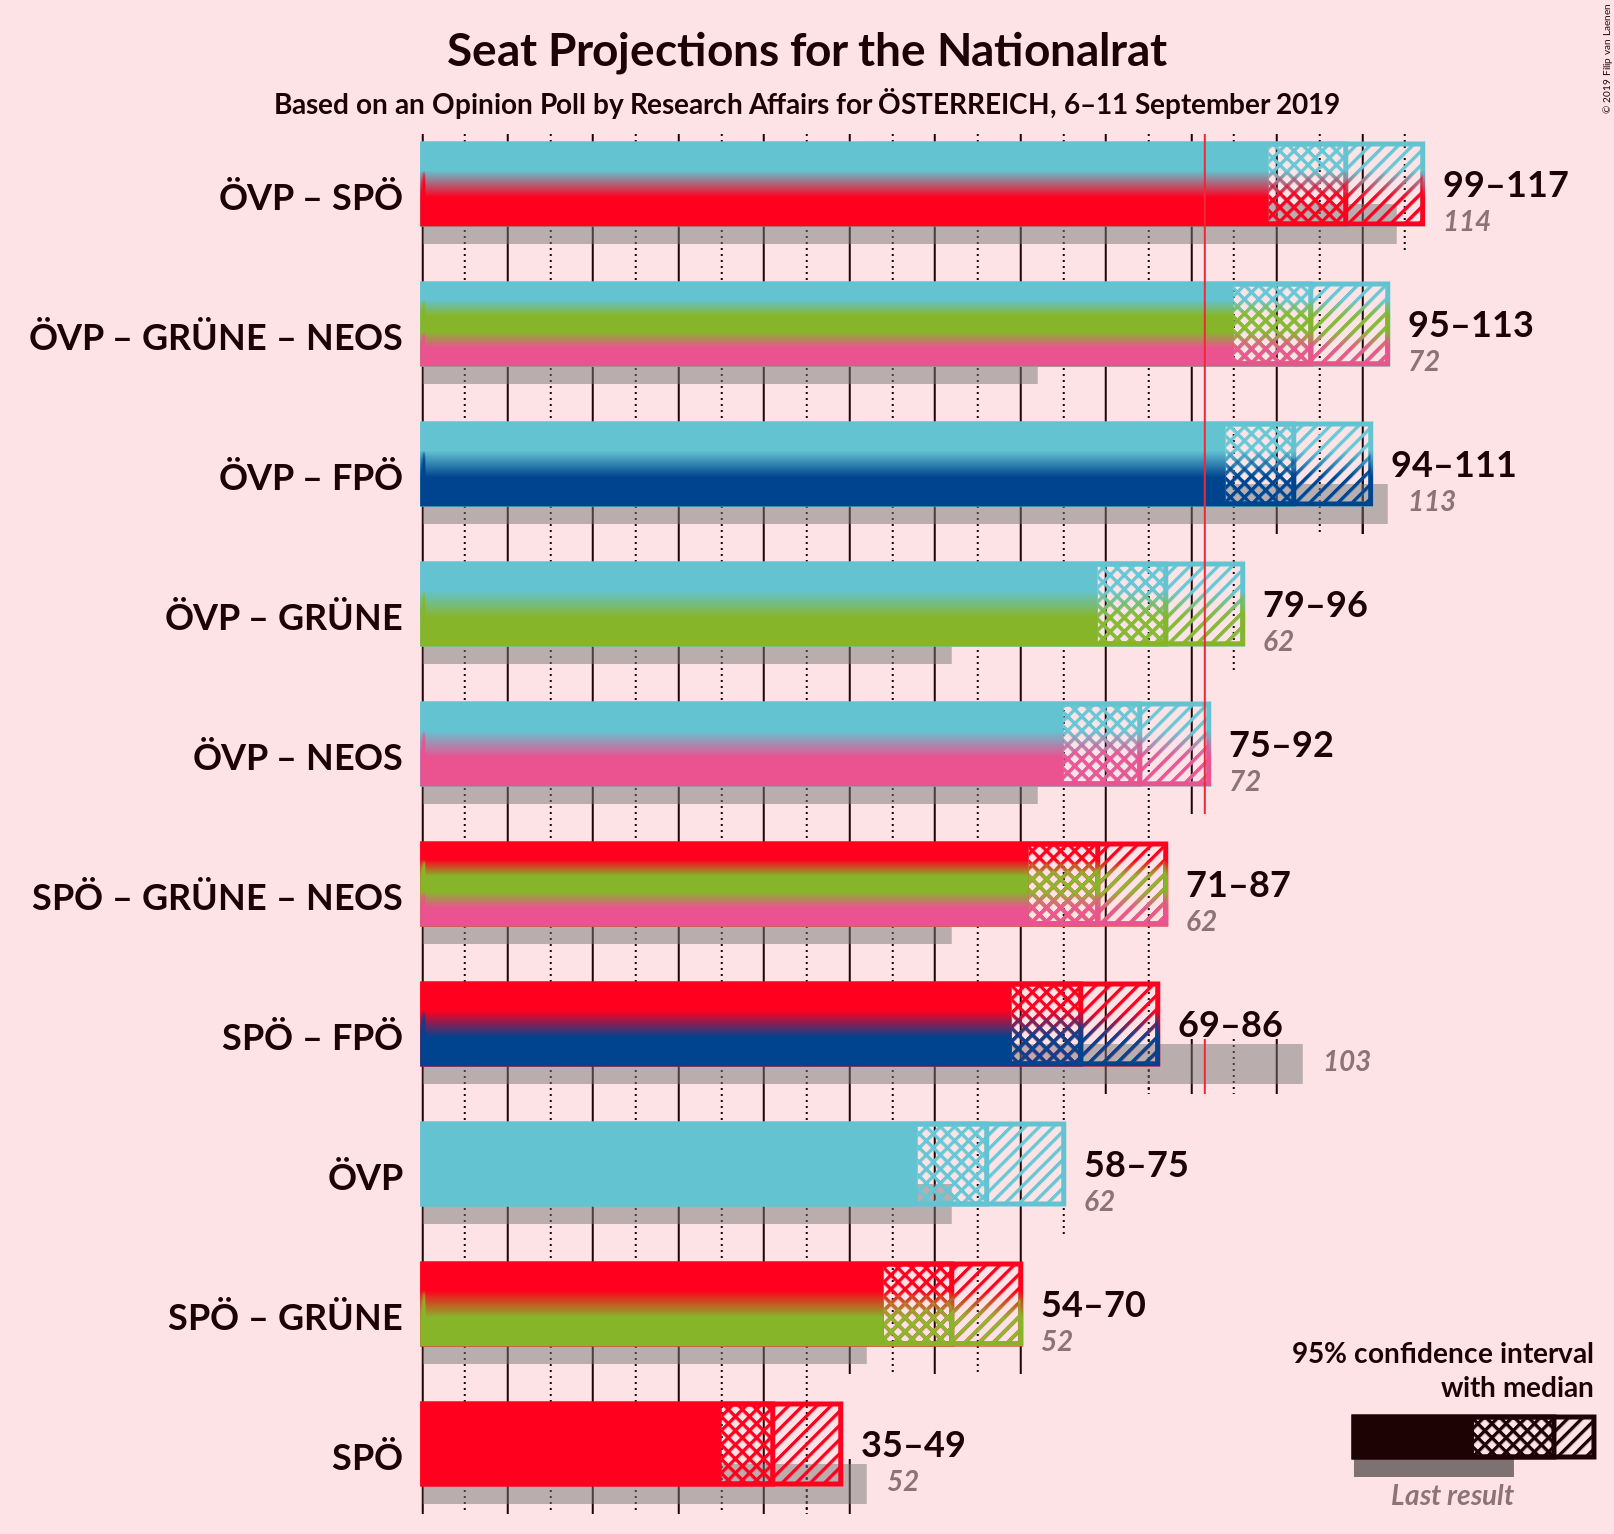 Seat Projections for the Nationalrat
Based on an Opinion Poll by Research Affairs for ÖSTERREICH, 6–11 September 2019
© 2019 Filip van Laenen
ÖVP – SPÖ
99–117
114
ÖVP – GRÜNE – NEOS
95–113
72
ÖVP – FPÖ
94–111
113
ÖVP – GRÜNE
79–96
62
ÖVP – NEOS
75–92
72
SPÖ – GRÜNE – NEOS
71–87
62
SPÖ – FPÖ
69–86
103
ÖVP
58–75
62
SPÖ – GRÜNE
54–70
52
SPÖ
35–49
52
95% confidence interval
with median
Last result